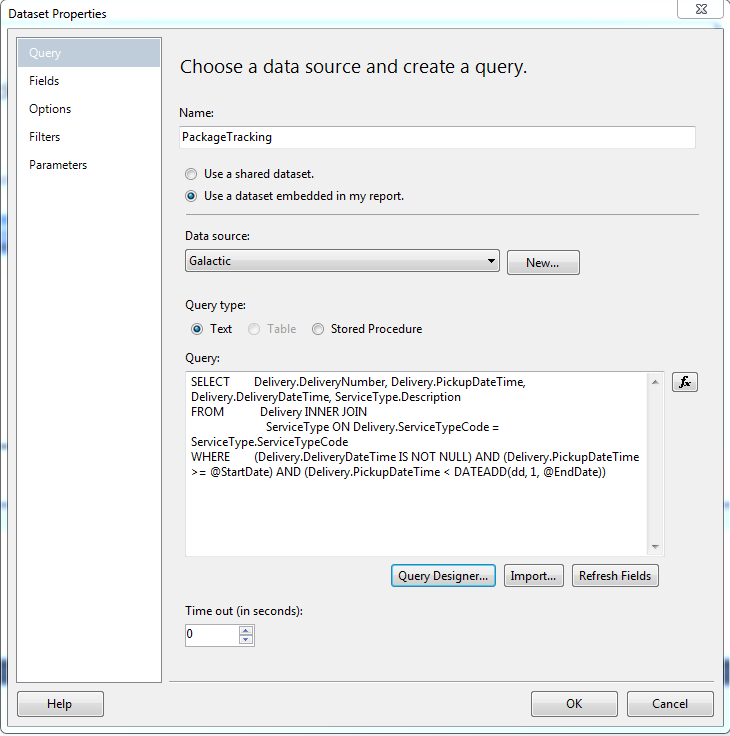 Dataset Properties
Query
Fields
Options
Filters
Parameters
Choose a data source and create a query.
Name:
PackageTracking
Use a shared dataset.
Use a dataset embedded in my report.
Data source:
Galactic
New...
Query type:
Text
Table
Stored Procedure
Query:
fx
SELECT Delivery.DeliveryNumber, Delivery.PickupDateTime,
Delivery.DeliveryDateTime, ServiceType.Description
FROM Delivery INNER JOIN
ServiceType ON Delivery.ServiceTypeCode =
ServiceType.ServiceTypeCode
WHERE (Delivery.DeliveryDateTime IS NOT NULL) AND (Delivery.PickupDateTime
>= @StartDate) AND (Delivery.PickupDateTime < DATEADD(dd, 1, @EndDate))
Query Designer...
Import...
Refresh Fields
Time out (in seconds):
0
Help
OK
Cancel